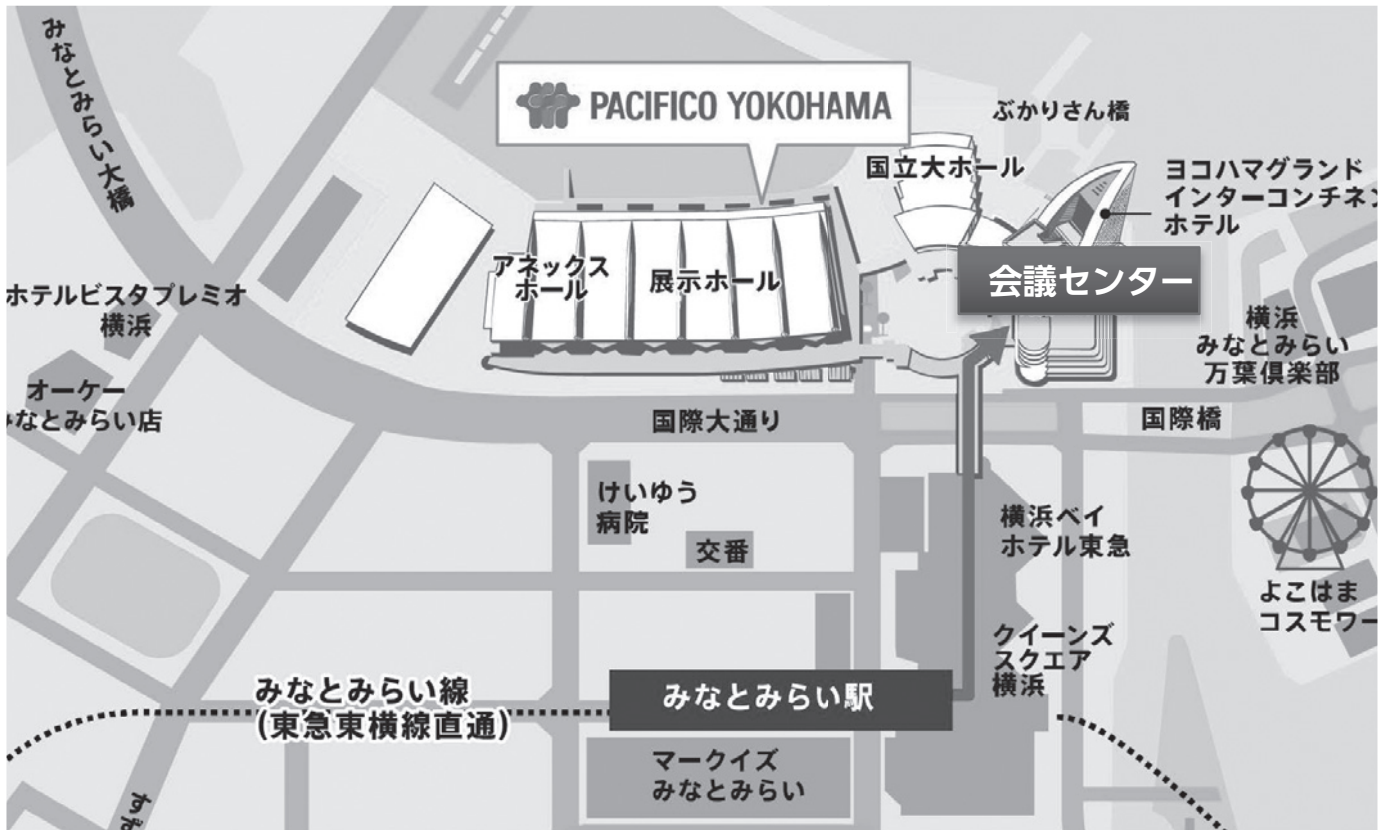 みなとみらい大橋
PACIFICO YOKOHAMA
ぶかりさん橋
国立大ホール
ヨコハマグランド
インターコンチネン
ホテル
アネックス
ホール
展示ホール
会議センター
ホテルビスタプレミオ
横浜
横浜
みなとみらい
万葉倶楽部
オーケー
みなとみらい店
国際大通り
国際橋
けいゆう
病院
交番
横浜ベイ
ホテル東急
よこはま
コスモワー
クイーンズ
スクエア
横浜
みなとみらい線
(東急東横線直通)
みなとみらい駅
マークイズ
みなとみらい